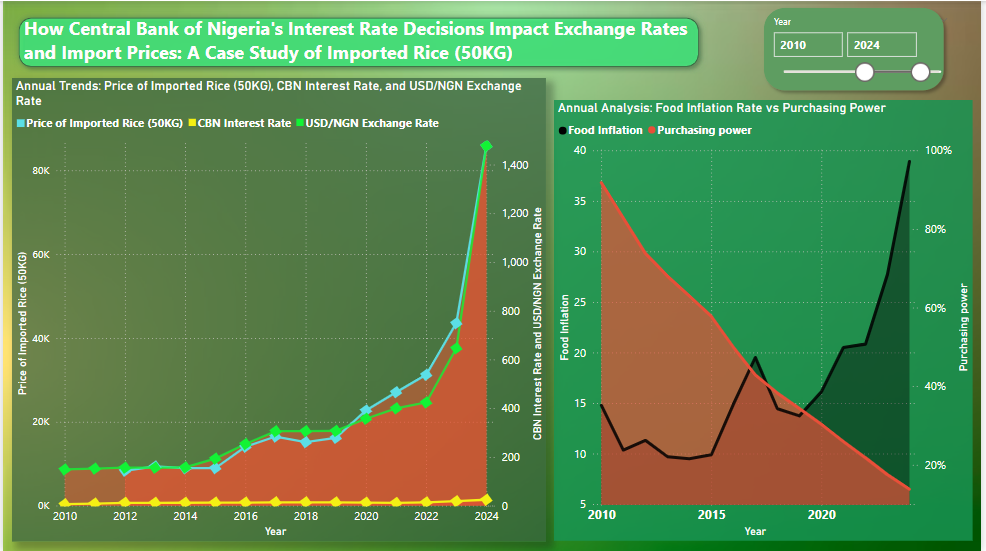 How Central Bank of Nigeria's Interest Rate Decisions Impact Exchange Rates
and Import Prices: A Case Study of Imported Rice (50KG)
Year
2010 2024
Annual Trends: Price of Imported Rice (50KG), CBN Interest Rate, and USD/NGN Exchange
Rate
Price of Imported Rice (50KG) CBN Interest Rate USD/NGN Exchange Rate
Price of Imported Rice (50KG)
80K
60K
40K
20K
0K
1,400
1,200
1,000
800
600
400
200
0
CBN Interest Rate and USD/NGN Exchange Rate
2010 2012 2014 2016 2018 2020 2022 2024
Year
Annual Analysis: Food Inflation Rate vs Purchasing Power
Food Inflation Purchasing power
Food Inflation
40
35
30
25
20
15
10
5
100%
80%
60%
40%
20%
Purchasing power
2010 2015 2020
Year